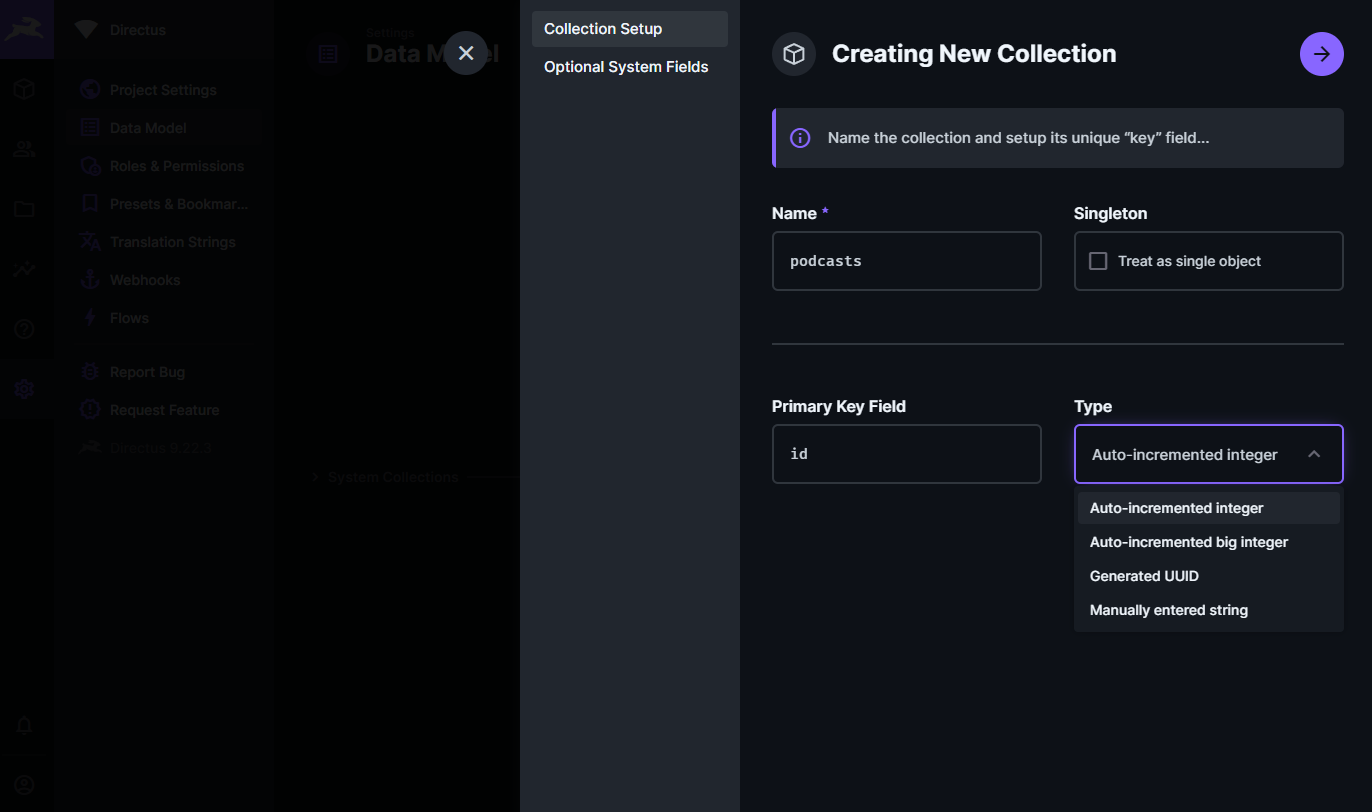 Directus
Project Settings
Data Model
Roles & Permissions
Presets & Bookmar...
Translation Strings
Webhooks
Flows
Report Bug
Request Feature
Directus 9.22.3
Settings
Data M el
System Collections
Collection Setup
Optional System Fields
Creating New Collection
Name the collection and setup its unique “key” field...
Name *
podcasts
Singleton
Treat as single object
Primary Key Field
id
Type
Auto-incremented integer
Auto-incremented integer
Auto-incremented big integer
Generated UUID
Manually entered string